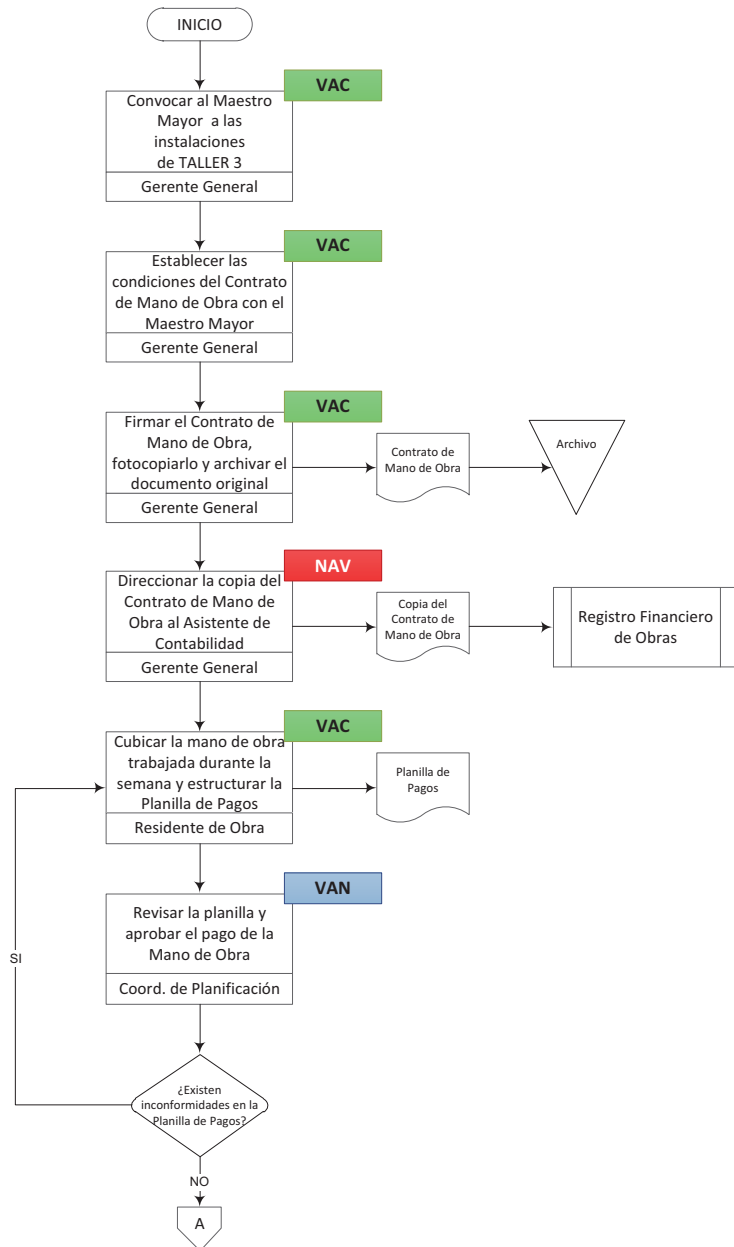 INICIO
VAC
Convocar al Maestro
Mayor a las
instalaciones
de TALLER 3
Gerente General
VAC
Establecer las
condiciones del Contrato
de Mano de Obra con el
Maestro Mayor
Gerente General
VAC
Firmar el Contrato de
Mano de Obra,
fotocopiarlo y archivar el
documento original
Gerente General
Contrato de
Mano de Obra
Archivo
NAV
Direccionar la copia del
Contrato de Mano de
Obra al Asistente de
Contabilidad
Gerente General
Copia del
Contrato de
Mano de Obra
Registro Financiero
de Obras
VAC
Cubicar la mano de obra
trabajada durante la
semana y estructurar la
Planilla de Pagos
Residente de Obra
Planilla de
Pagos
VAN
Revisar la planilla y
aprobar el pago de la
Mano de Obra
Coord. de Planificación
SI
¿Existen
inconformidades en la
Planilla de Pagos?
NO
A